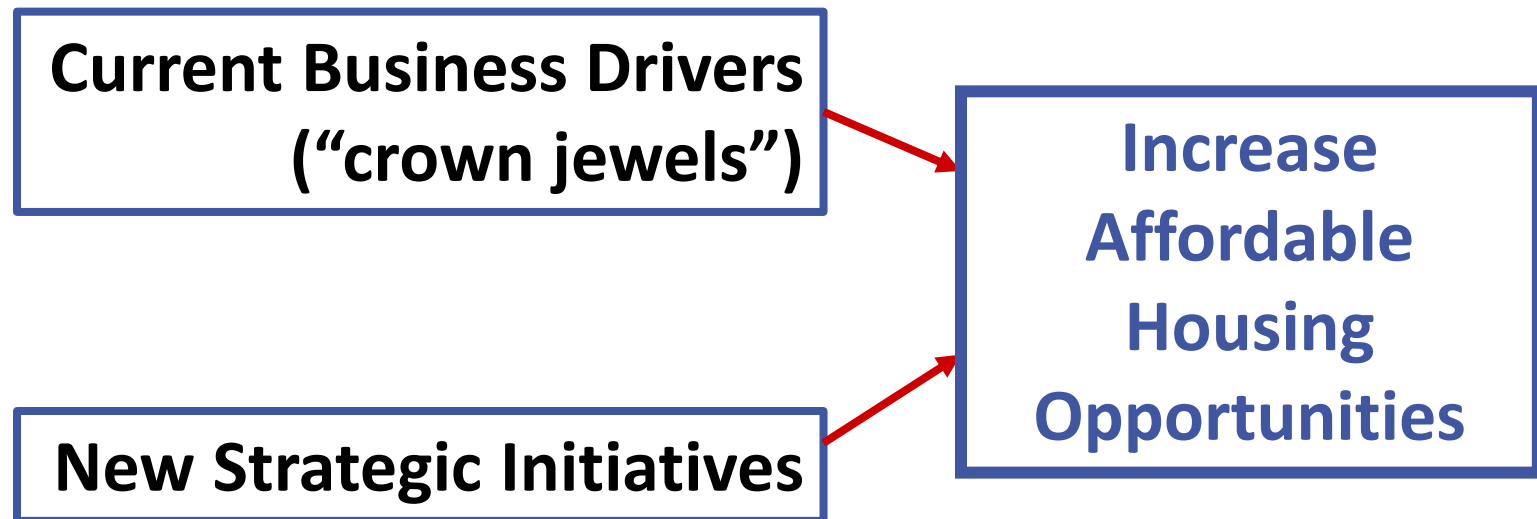 Current Business Drivers
(“crown jewels”)
Increase
Affordable
Housing
Opportunities
New Strategic Initiatives